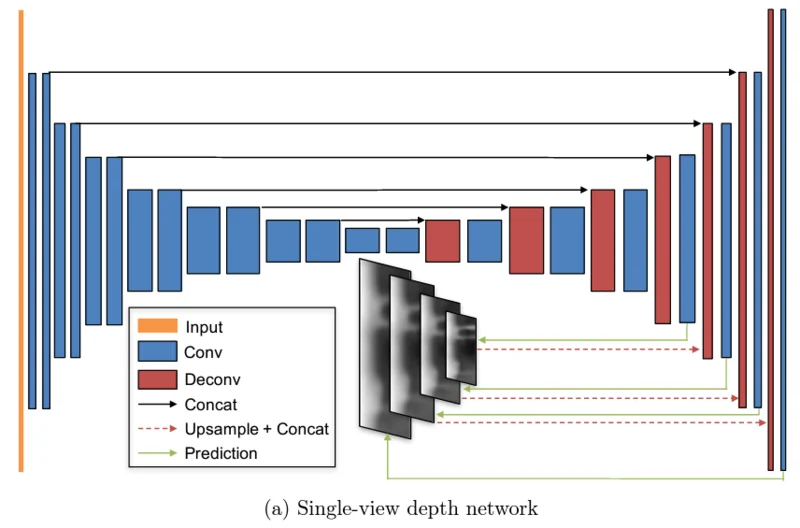 Input
Conv
Deconv
Concat
Upsample + Concat
Prediction
(a) Single-view depth network